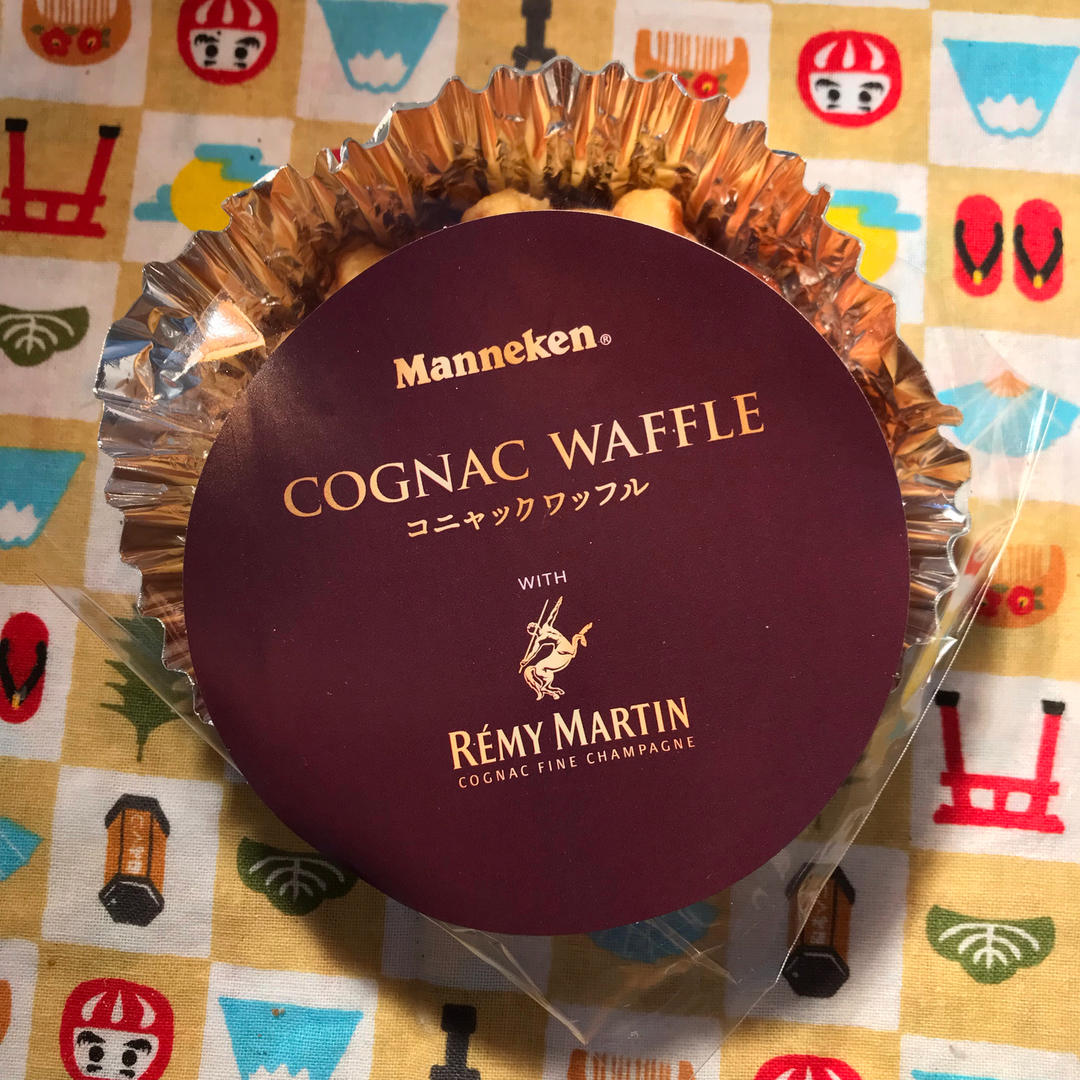 Manneken®
COGNAC WAFFLE
コニャックワッフル
WITH
RÉMY MARTIN
COGNAC FINE CHAMPAGNE